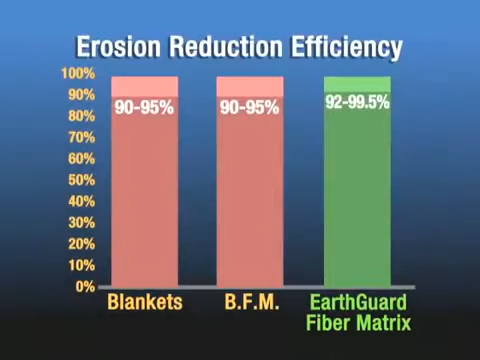 Erosion Reduction Efficiency
100%
90%
80%
70%
60%
50%
40%
30%
20%
10%
0%
90-95%
90-95%
92-99.5%
Blankets
B.F.M.
EarthGuard
Fiber Matrix